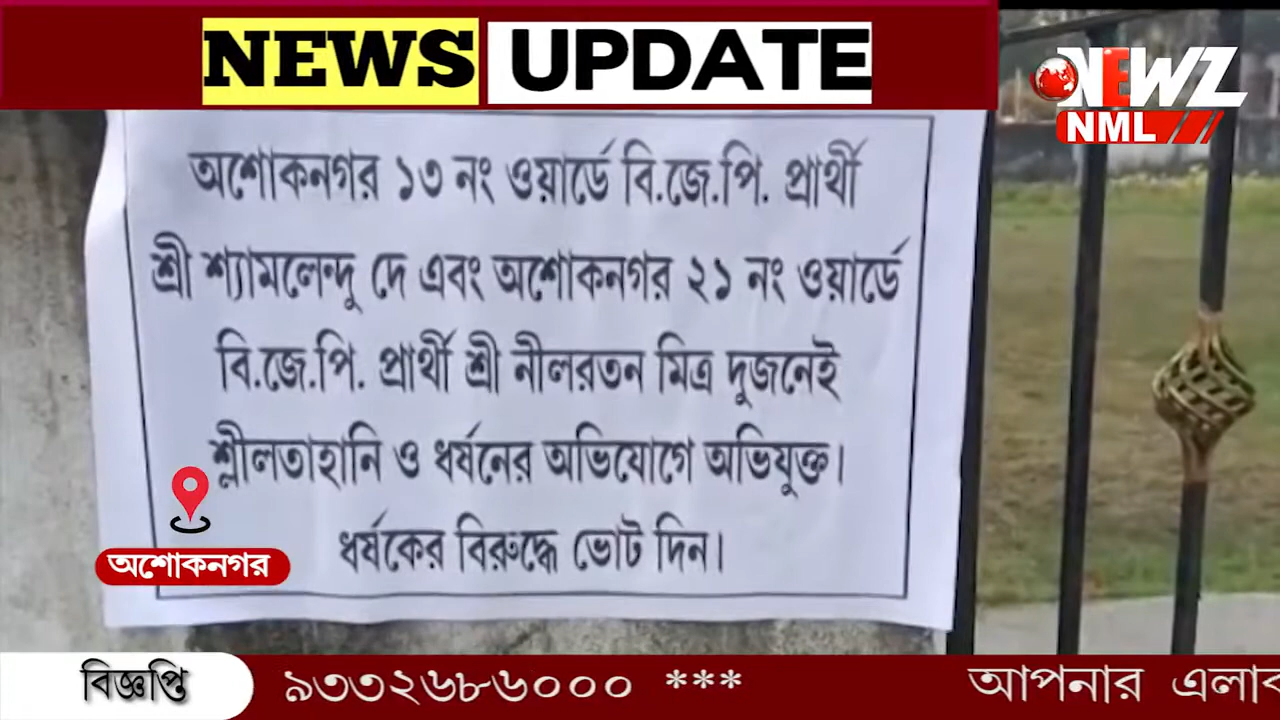 NEWS UPDATE
NEWZ
NML
অশোকনগর ১৩ নং ওয়ার্ডে বি.জে.পি. প্রার্থী
শ্রী শ্যামলেন্দু দে এবং অশোকনগর ২১ নং ওয়ার্ডে
বি.জে.পি. প্রার্থী শ্রী নীলরতন মিত্র দুজনেই
শ্লীলতাহানি ও ধর্ষনের অভিযোগে অভিযুক্ত।
ধর্ষকের বিরুদ্ধে ভোট দিন।
অশোকনগর
বিজ্ঞপ্তি ৯৩৩২৬৮৬০০০ *** আপনার